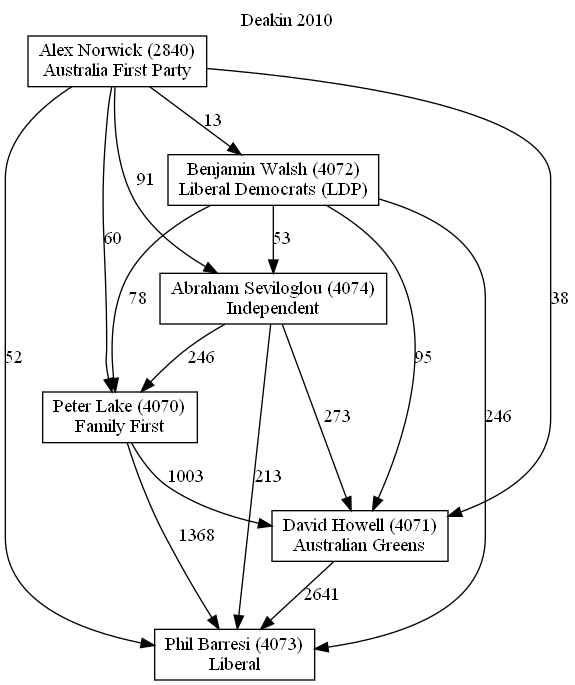 Deakin 2010
Alex Norwick (2840)
Australia First Party
13
Benjamin Walsh (4072)
Liberal Democrats (LDP)
91
60
53
78
38
Abraham Seviloglou (4074)
Independent
52
246
95
246
Peter Lake (4070)
Family First
273
1003
213
1368
David Howell (4071)
Australian Greens
2641
Phil Barresi (4073)
Liberal